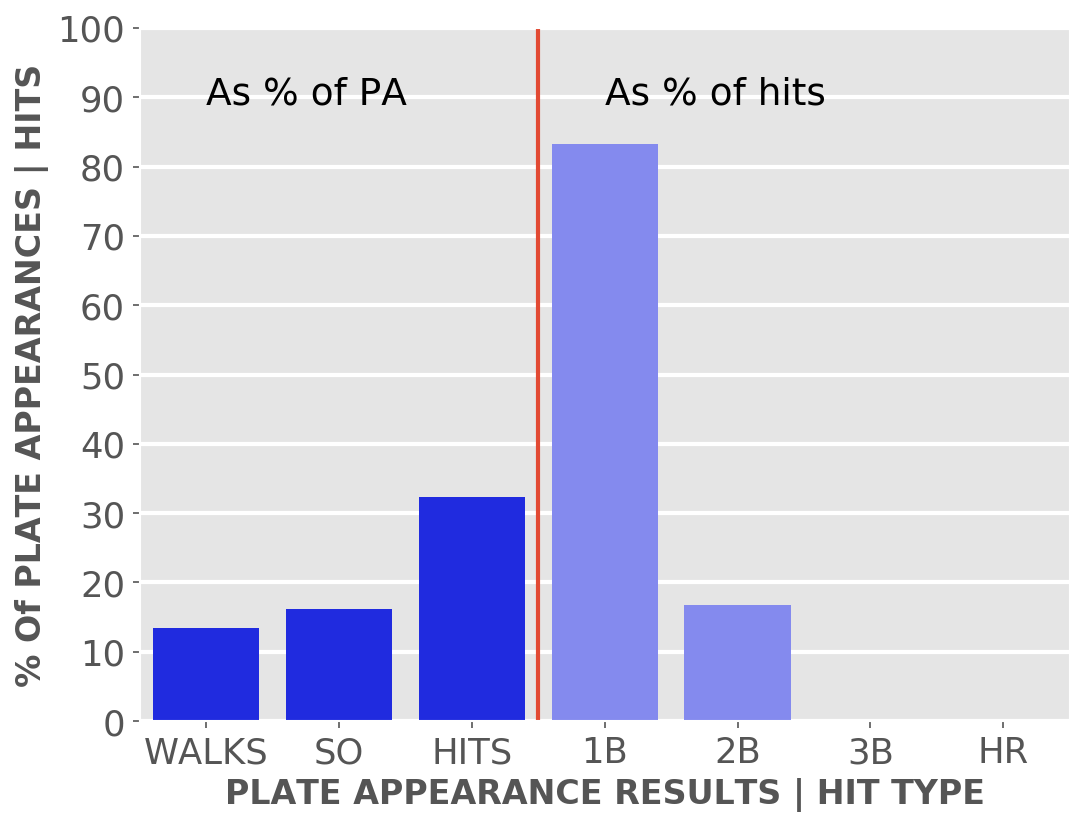 100
90
80
70
60
50
40
30
20
10
0
% Of PLATE APPEARANCES | HITS
As % of PA
As % of hits
WALKS SO HITS 1B 2B 3B HR
PLATE APPEARANCE RESULTS | HIT TYPE